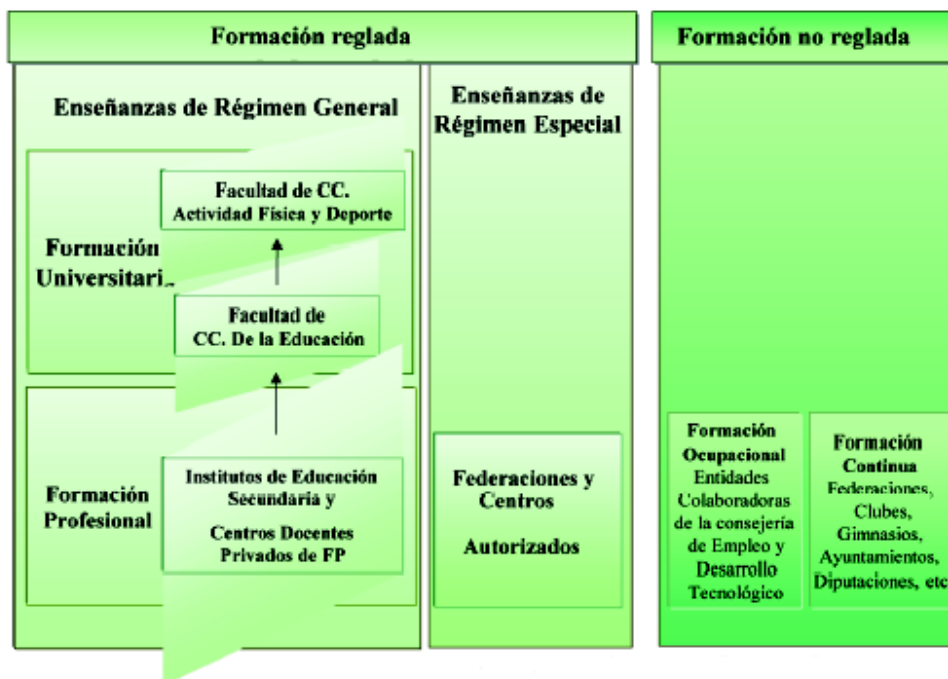 Formación reglada
Enseñanzas de Régimen General
Formación
Universitari
Facultad de CC.
Actividad Física y Deporte
Facultad de
CC. De la Educación
Formación
Profesional
Institutos de Educación
Secundaria y
Centros Docentes
Privados de FP
Enseñanzas de
Régimen Especial
Federaciones y
Centros
Autorizados
Formación no reglada
Formación
Ocupacional
Entidades
Colaboradoras
de la consejería
de Empleo y
Desarrollo
Tecnológico
Formación
Continua
Federaciones,
Clubes,
Gimnasios,
Ayuntamientos,
Diputaciones, etc